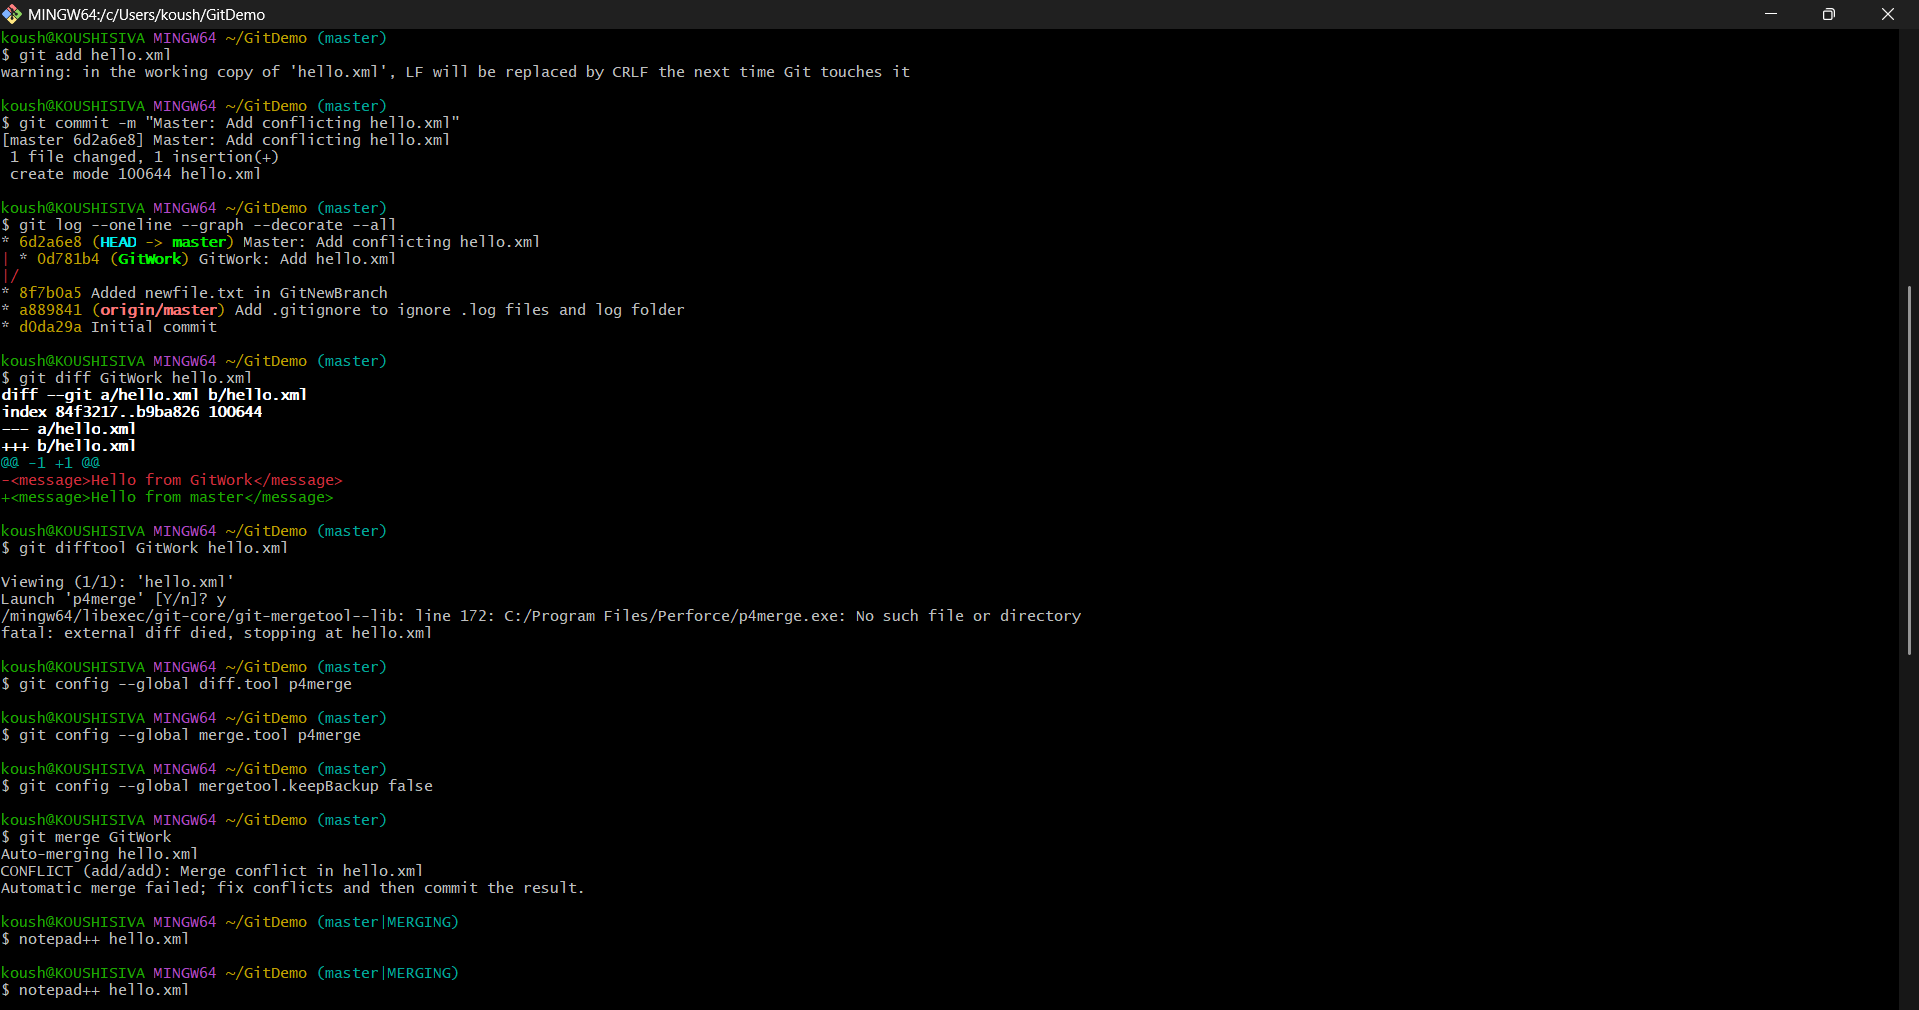 MINGW64:/c/Users/koush/GitDemo
koush@KOUSHISIVA MINGW64 ~/GitDemo (master)
$ git add hello.xml
warning: in the working copy of 'hello.xml', LF will be replaced by CRLF the next time Git touches it
koush@KOUSHISIVA MINGW64 ~/GitDemo (master)
$ git commit -m "Master: Add conflicting hello.xml"
[master 6d2a6e8] Master: Add conflicting hello.xml
 1 file changed, 1 insertion(+)
 create mode 100644 hello.xml
koush@KOUSHISIVA MINGW64 ~/GitDemo (master)
$ git log --oneline --graph --decorate --all
* 6d2a6e8 (HEAD -> master) Master: Add conflicting hello.xml
| * 0d781b4 (GitWork) GitWork: Add hello.xml
|/
* 8f7b0a5 Added newfile.txt in GitNewBranch
* a889841 (origin/master) Add .gitignore to ignore .log files and log folder
* d0da29a Initial commit
koush@KOUSHISIVA MINGW64 ~/GitDemo (master)
$ git diff GitWork hello.xml
diff --git a/hello.xml b/hello.xml
index 84f3217..b9ba826 100644
--- a/hello.xml
+++ b/hello.xml
@@ -1 +1 @@
-<message>Hello from GitWork</message>
+<message>Hello from master</message>
koush@KOUSHISIVA MINGW64 ~/GitDemo (master)
$ git difftool GitWork hello.xml
Viewing (1/1): 'hello.xml'
Launch 'p4merge' [Y/n]? y
/mingw64/libexec/git-core/git-mergetool--lib: line 172: C:/Program Files/Perforce/p4merge.exe: No such file or directory
fatal: external diff died, stopping at hello.xml
koush@KOUSHISIVA MINGW64 ~/GitDemo (master)
$ git config --global diff.tool p4merge
koush@KOUSHISIVA MINGW64 ~/GitDemo (master)
$ git config --global merge.tool p4merge
koush@KOUSHISIVA MINGW64 ~/GitDemo (master)
$ git config --global mergetool.keepBackup false
koush@KOUSHISIVA MINGW64 ~/GitDemo (master)
$ git merge GitWork
Auto-merging hello.xml
CONFLICT (add/add): Merge conflict in hello.xml
Automatic merge failed; fix conflicts and then commit the result.
koush@KOUSHISIVA MINGW64 ~/GitDemo (master|MERGING)
$ notepad++ hello.xml
koush@KOUSHISIVA MINGW64 ~/GitDemo (master|MERGING)
$ notepad++ hello.xml